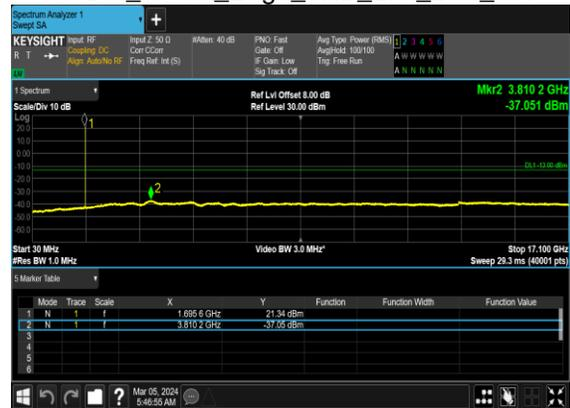 Spectrum Analyzer 1
Swept SA
+
KEYSIGHT Input: RF Input Z: 50 Ω #Atten: 40 dB PNO: Fast Avg Type: Power (RMS) 1 2 3 4 5 6
R T Coupling: DC Corr CCorr Gate: Off Avg|Hold: 100/100 A W W W W W
Align: Auto/No RF Freq Ref: Int (S) IF Gain: Low Trig: Free Run
LW Sig Track: Off A N N N N N
1 Spectrum Ref Lvl Offset 8.00 dB Mkr2 3.810 2 GHz
Scale/Div 10 dB Ref Level 30.00 dBm -37.051 dBm
Log
20.0
10.0
0.00
-10.0
-20.0
-30.0
-40.0
-50.0
-60.0
1
2
DL1 -13.00 dBm
Start 30 MHz Video BW 3.0 MHz* Stop 17.100 GHz
#Res BW 1.0 MHz Sweep 29.3 ms (40001 pts)
5 Marker Table
Mode Trace Scale X Y Function Function Width Function Value
1 N 1 f 1.695 6 GHz 21.34 dBm
2 N 1 f 3.810 2 GHz -37.05 dBm
3
4
5
6
? Mar 05, 2024
5:46:55 AM